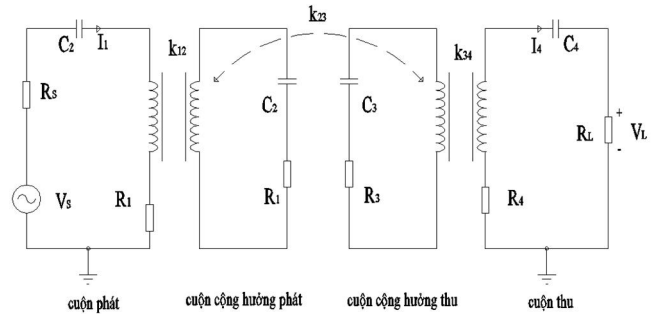 k23
C2
I1
k12
k34
I4
C4
RS
C2
C3
RL
+
VL
-
VS
R1
R1
R3
R4
cuộn phát
cuộn cộng hưởng phát
cuộn cộng hưởng thu
cuộn thu